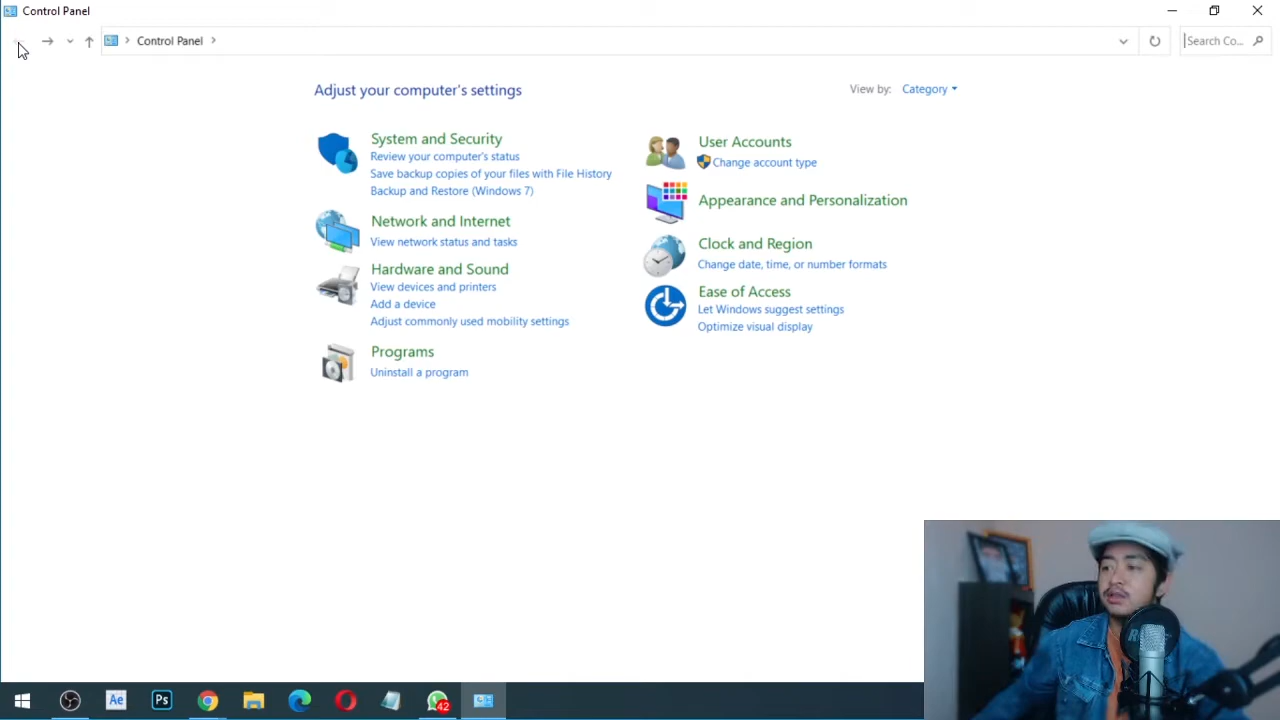 Control Panel
Control Panel
Search Co...
Adjust your computer's settings
View by: Category
System and Security
Review your computer's status
Save backup copies of your files with File History
Backup and Restore (Windows 7)
Network and Internet
View network status and tasks
Hardware and Sound
View devices and printers
Add a device
Adjust commonly used mobility settings
Programs
Uninstall a program
User Accounts
Change account type
Appearance and Personalization
Clock and Region
Change date, time, or number formats
Ease of Access
Let Windows suggest settings
Optimize visual display
Ae
Ps
42